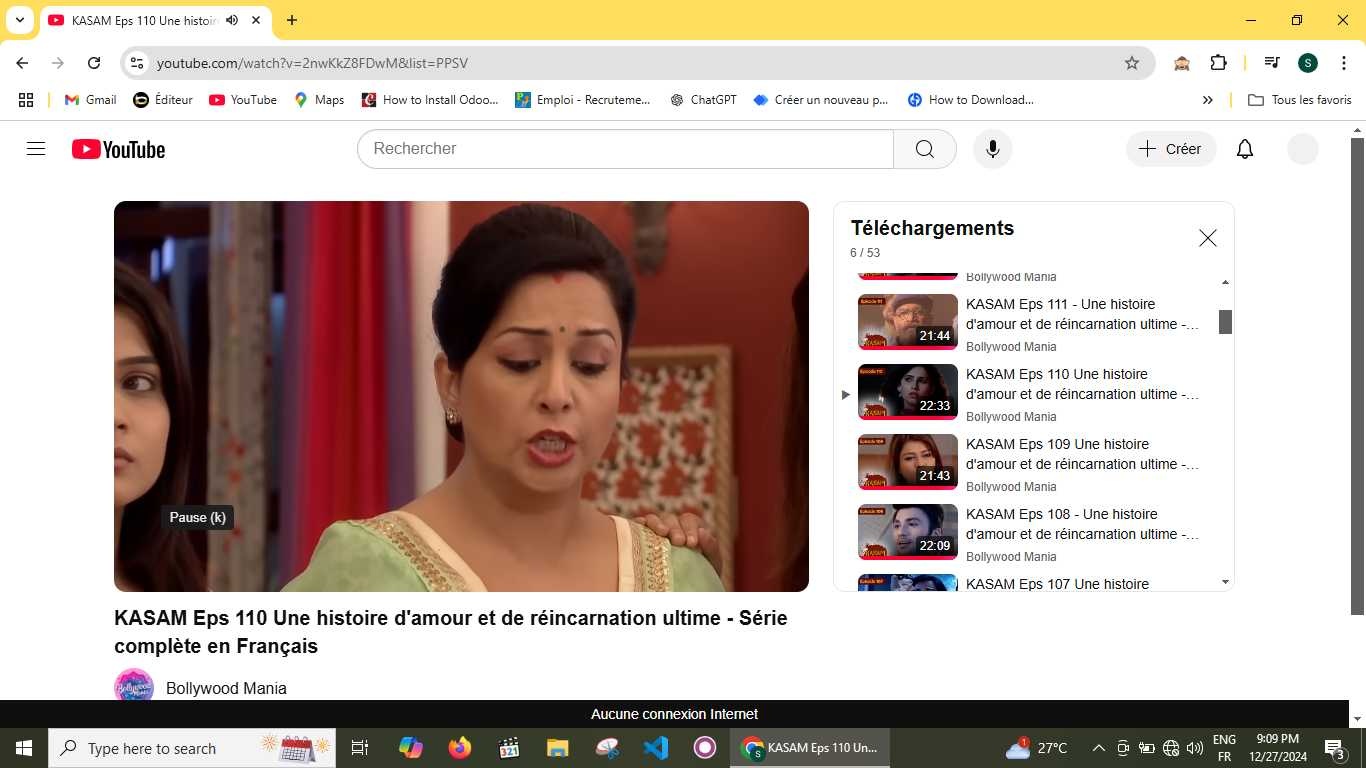 KASAM Eps 110 Une histoir
youtube.com/watch?v=2nwKkZ8FDwM&list=PPSV
S
Gmail
Éditeur
YouTube
Maps
How to Install Odoo...
Emploi - Recruteme...
ChatGPT
Créer un nouveau p...
How to Download...
Tous les favoris
YouTube
Rechercher
Créer
Téléchargements
6 / 53
Bollywood Mania
21:44
KASAM Eps 111 - Une histoire
d'amour et de réincarnation ultime -...
Bollywood Mania
22:33
KASAM Eps 110 Une histoire
d'amour et de réincarnation ultime -...
Bollywood Mania
21:43
KASAM Eps 109 Une histoire
d'amour et de réincarnation ultime -...
Bollywood Mania
22:09
KASAM Eps 108 - Une histoire
d'amour et de réincarnation ultime -...
Bollywood Mania
KASAM Eps 107 Une histoire
Pause (k)
KASAM Eps 110 Une histoire d'amour et de réincarnation ultime - Série
complète en Français
Bollywood Mania
Aucune connexion Internet
Type here to search
321
KASAM Eps 110 Un...
27°C
ENG
FR
9:09 PM
12/27/2024
3